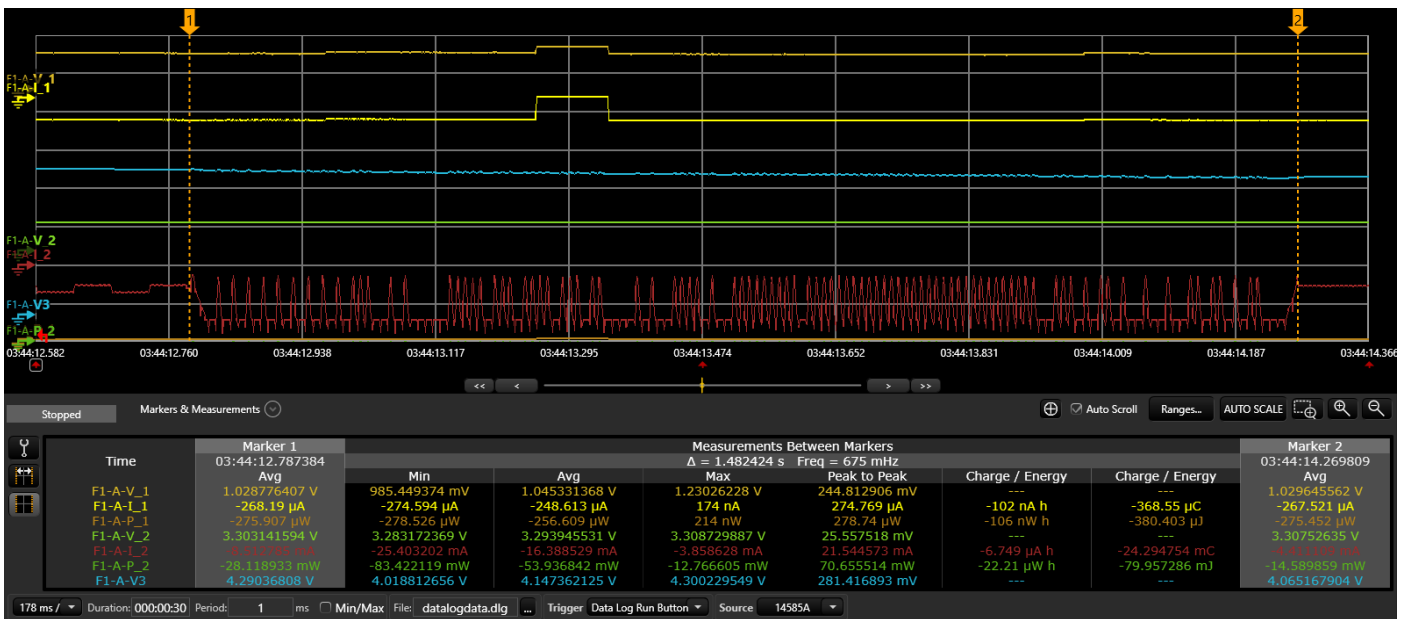 1 2
F1-A-V_1
F1-A-I_1
F1-A-V_2
F1-A-I_2
F1-A-V3
F1-A-P_2
03:44:12.582 03:44:12.760 03:44:12.938 03:44:13.117 03:44:13.295 03:44:13.474 03:44:13.652 03:44:13.831 03:44:14.009 03:44:14.187 03:44:14.366
<< < > >>
Stopped Markers & Measurements Auto Scroll Ranges... AUTO SCALE
Marker 1 Measurements Between Markers Marker 2
Time 03:44:12.787384 Δ = 1.482424 s Freq = 675 mHz 03:44:14.269809
Avg Min Avg Max Peak to Peak Charge / Energy Charge / Energy Avg
F1-A-V_1 1.028776407 V 985.449374 mV 1.045331368 V 1.23026228 V 244.812906 mV --- --- 1.029645562 V
F1-A-I_1 -268.19 µA -274.594 µA -248.613 µA 174 nA 274.769 µA -102 nA h -368.55 µC -267.521 µA
F1-A-P_1 -275.907 µW -278.526 µW -256.609 µW 214 nW 278.74 µW -106 nW h -380.403 µJ -275.452 µW
F1-A-V_2 3.303141594 V 3.283172369 V 3.293945531 V 3.308729887 V 25.557518 mV --- --- 3.30752635 V
F1-A-I_2 -25.403202 mA -16.388529 mA -3.858628 mA 21.544573 mA -6.749 µA h -24.294754 mC
F1-A-P_2 -28.118933 mW -83.422119 mW -53.936842 mW -12.766605 mW 70.655514 mW -22.21 µW h -79.957286 mJ -14.589859 mW
F1-A-V3 4.29036808 V 4.018812656 V 4.147362125 V 4.300229549 V 281.416893 mV --- --- 4.065167904 V
178 ms / Duration: 000:00:30 Period: 1 ms Min/Max File: datalogdata.dlg ... Trigger Data Log Run Button Source 14585A